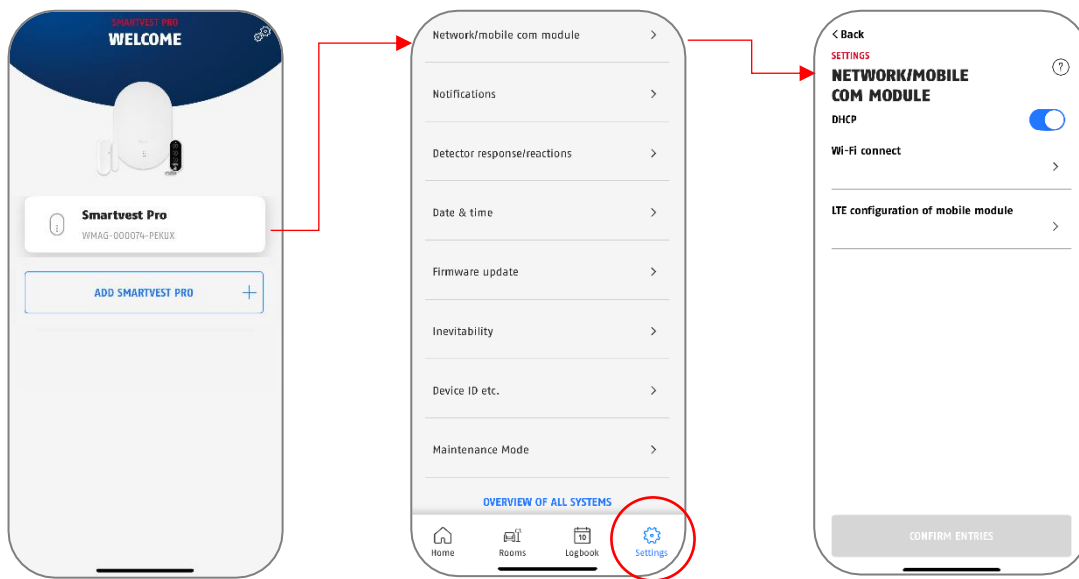 SMARTVEST PRO
WELCOME
Smartvest Pro
WMAG-000074-PEKUX
ADD SMARTVEST PRO
Network/mobile com module
Notifications
Detector response/reactions
Date & time
Firmware update
Inevitability
Device ID etc.
Maintenance Mode
OVERVIEW OF ALL SYSTEMS
10
Home Rooms Logbook Settings
< Back
SETTINGS
?
NETWORK/MOBILE
COM MODULE
DHCP
Wi-Fi connect
LTE configuration of mobile module
CONFIRM ENTRIES